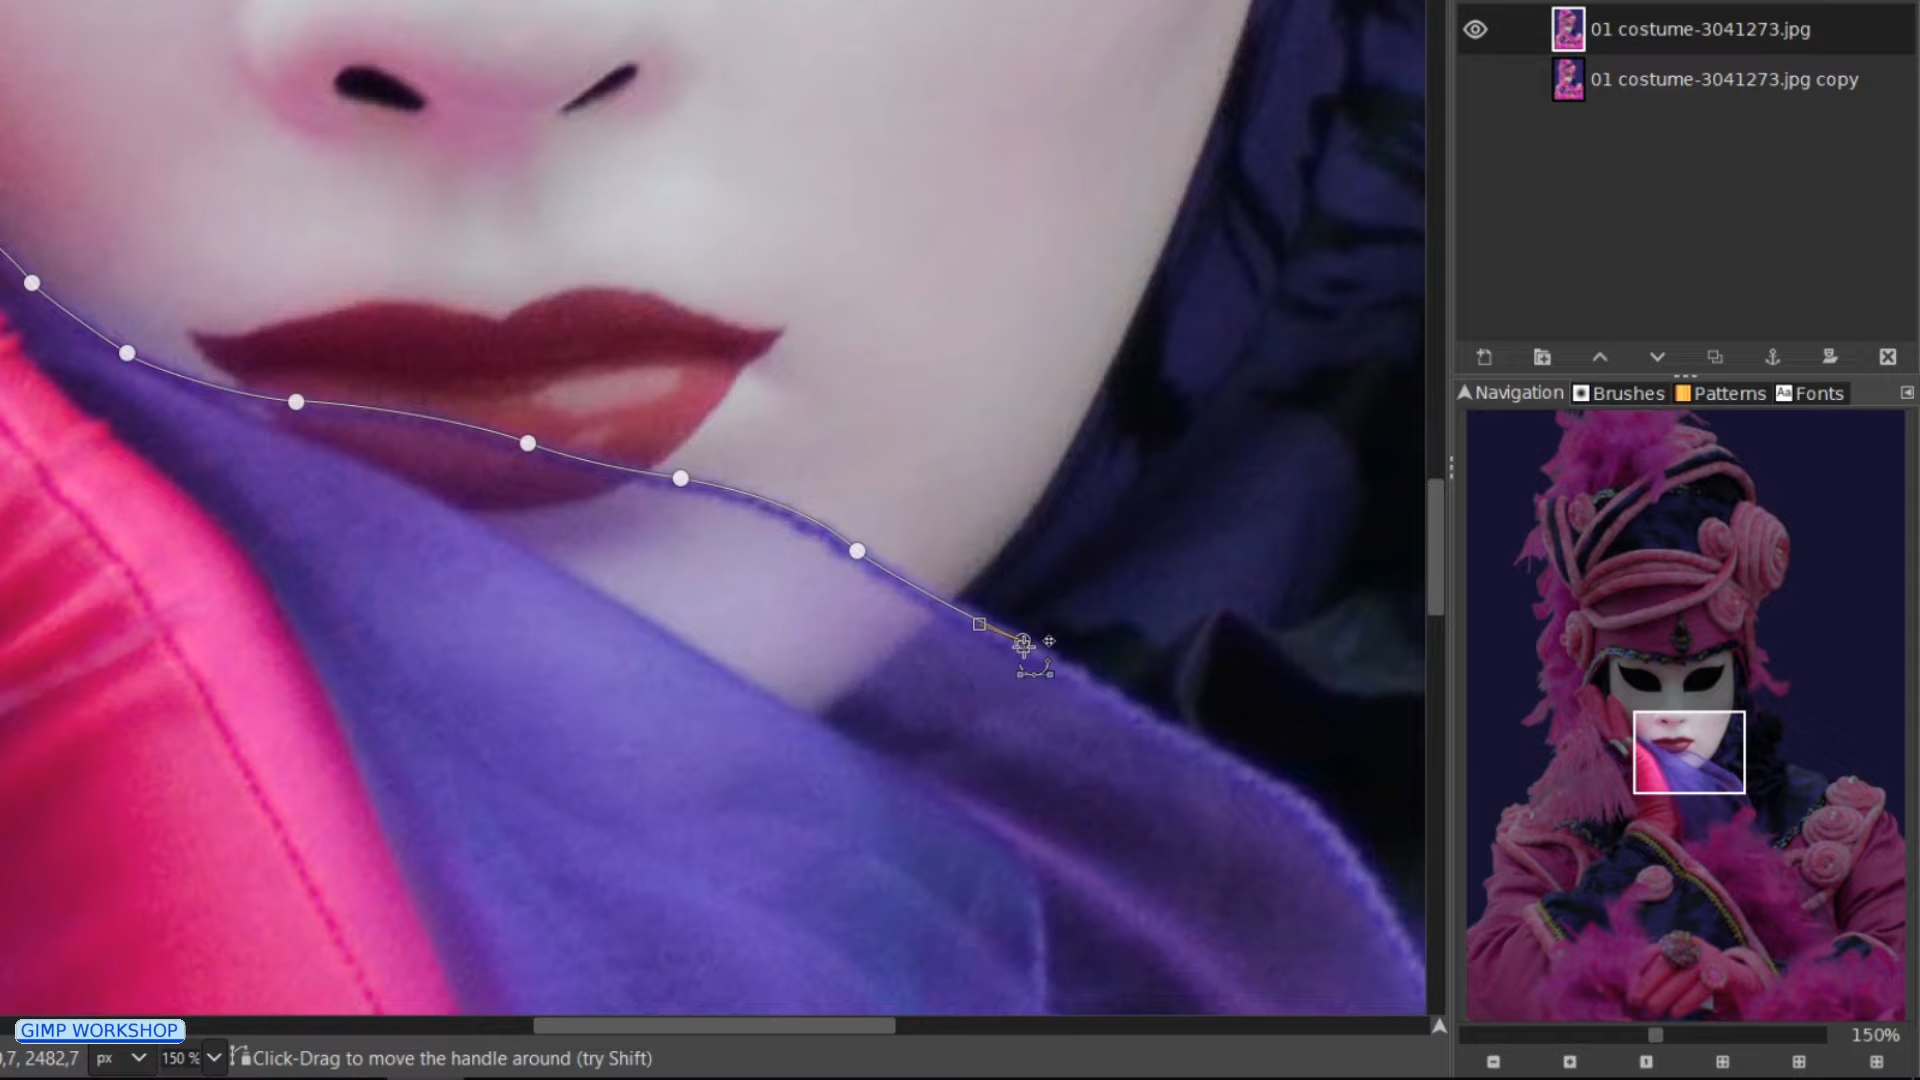 01 costume-3041273.jpg
01 costume-3041273.jpg copy
Navigation Brushes Patterns Aa Fonts
150%
GIMP WORKSHOP
,7, 2482,7 px 150 % Click-Drag to move the handle around (try Shift)